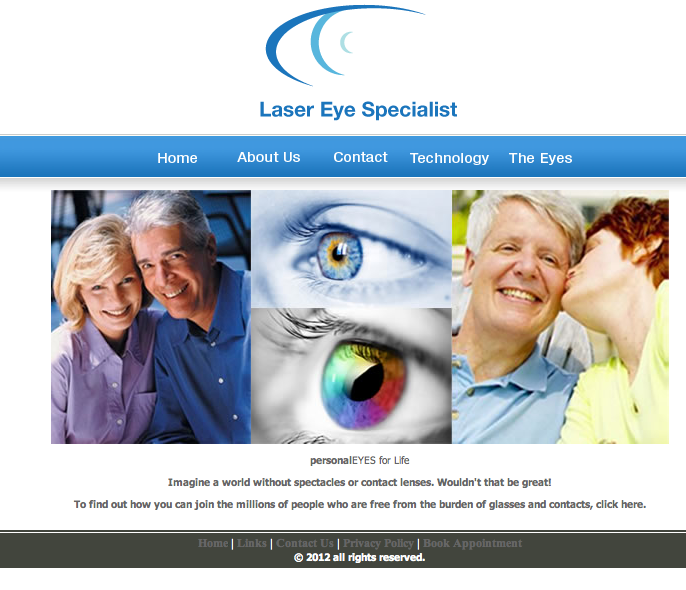 Laser Eye Specialist
Home About Us Contact Technology The Eyes
personalEYES for Life
Imagine a world without spectacles or contact lenses. Wouldn't that be great!
To find out how you can join the millions of people who are free from the burden of glasses and contacts, click here.
Home | Links | Contact Us | Privacy Policy | Book Appointment
© 2012 all rights reserved.